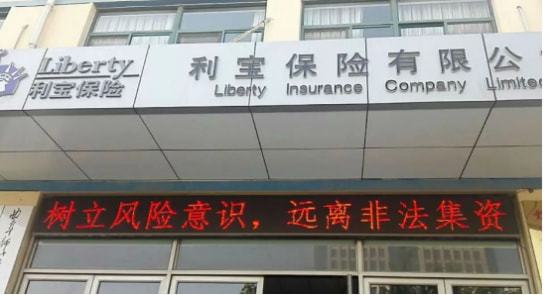 Liberty
利宝保险
利宝保险有限公
Liberty Insurance Company Limited
树立风险意识，远离非法集资